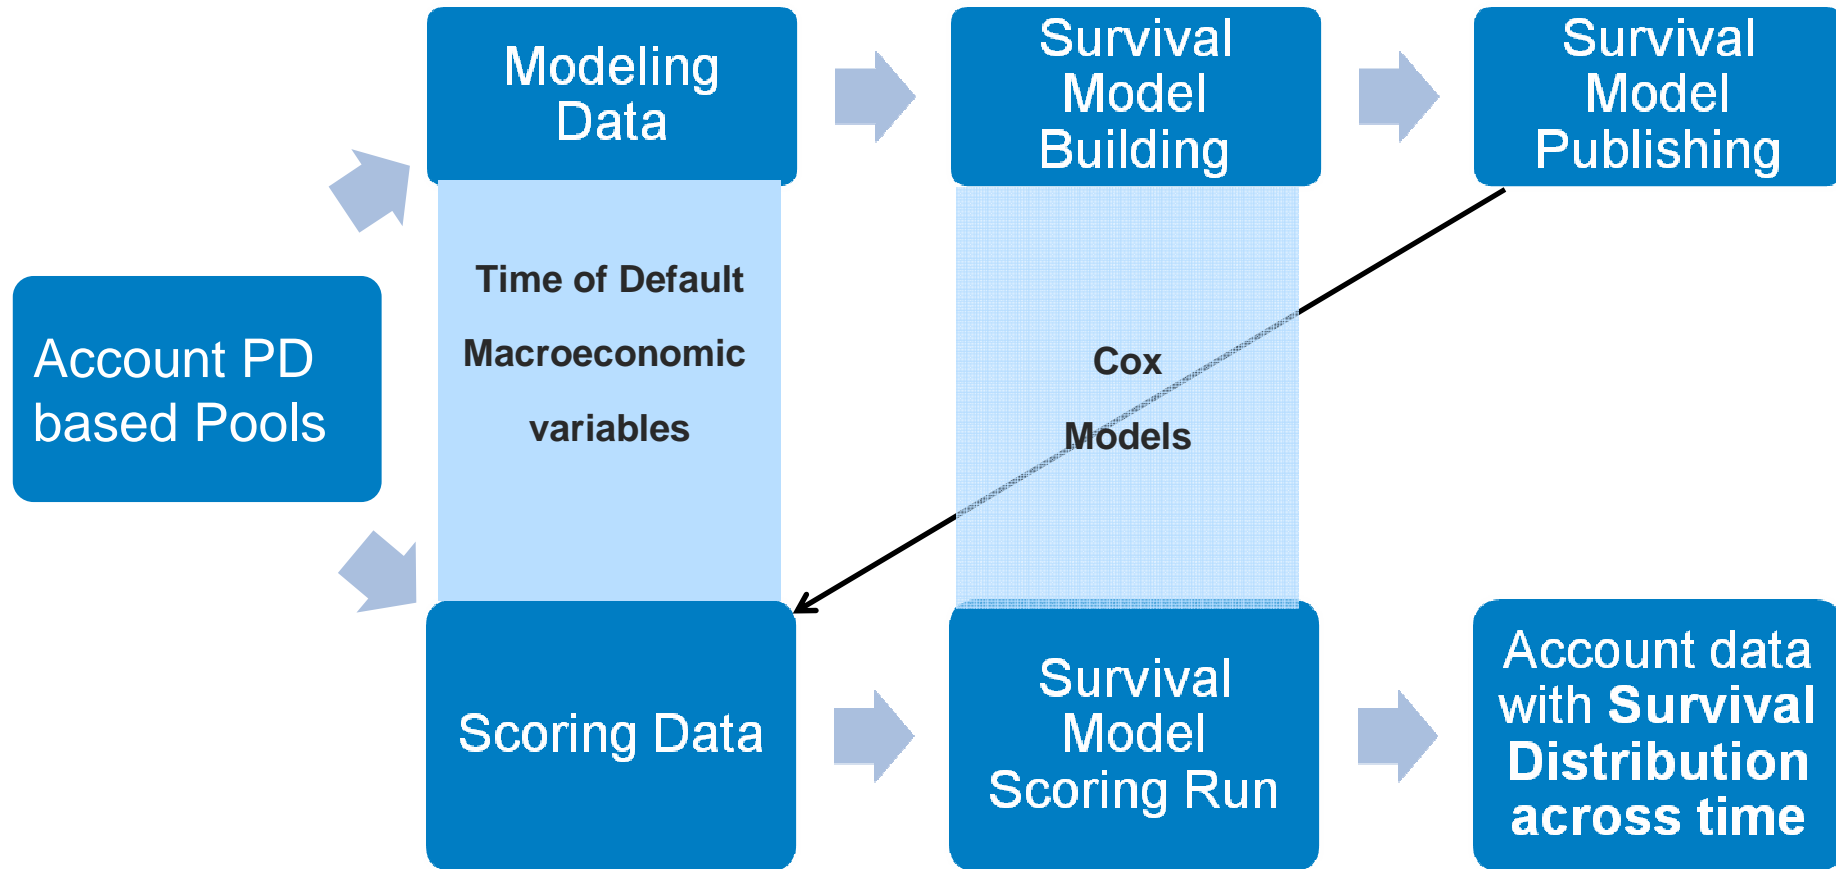 Modeling
Data
Survival
Model
Building
Survival
Model
Publishing
Account PD
based Pools
Time of Default
Macroeconomic
variables
Cox
Models
Scoring Data
Survival
Model
Scoring Run
Account data
with Survival
Distribution
across time